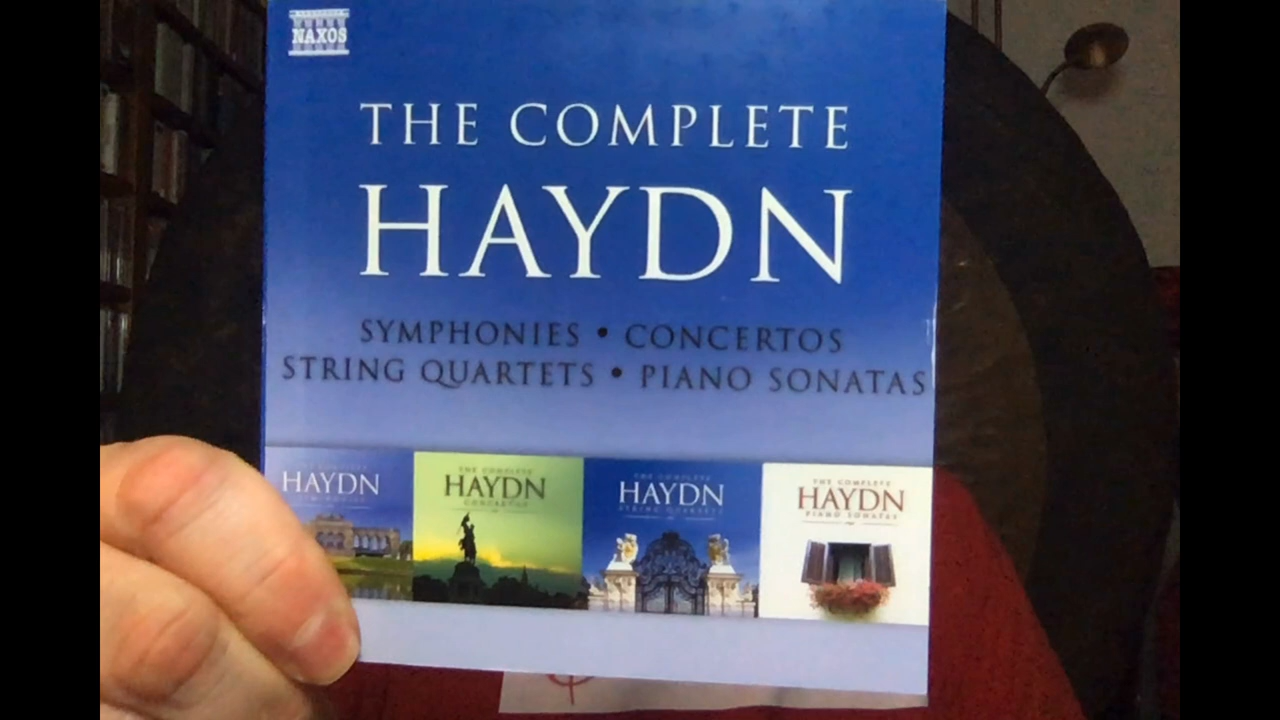 NAXOS
THE COMPLETE
HAYDN
SYMPHONIES • CONCERTOS
STRING QUARTETS • PIANO SONATAS
HAYDN
THE COMPLETE
HAYDN
CONCERTOS
THE COMPLETE
HAYDN
STRING QUARTETS
THE COMPLETE
HAYDN
PIANO SONATAS